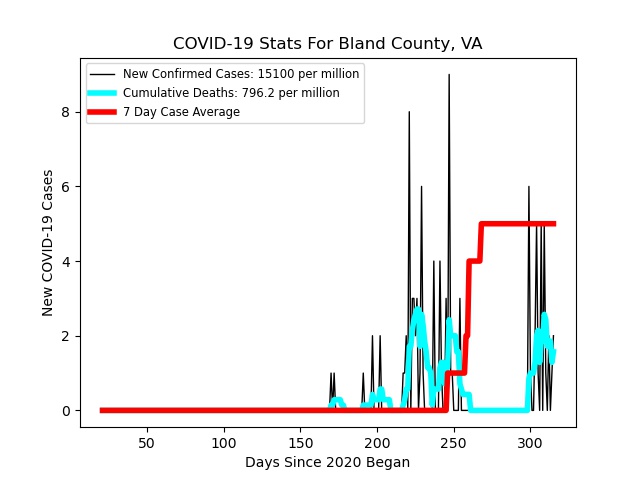 COVID-19 Stats For Bland County, VA
New Confirmed Cases: 15100 per million
Cumulative Deaths: 796.2 per million
7 Day Case Average
New COVID-19 Cases
8
6
4
2
0
50 100 150 200 250 300
Days Since 2020 Began